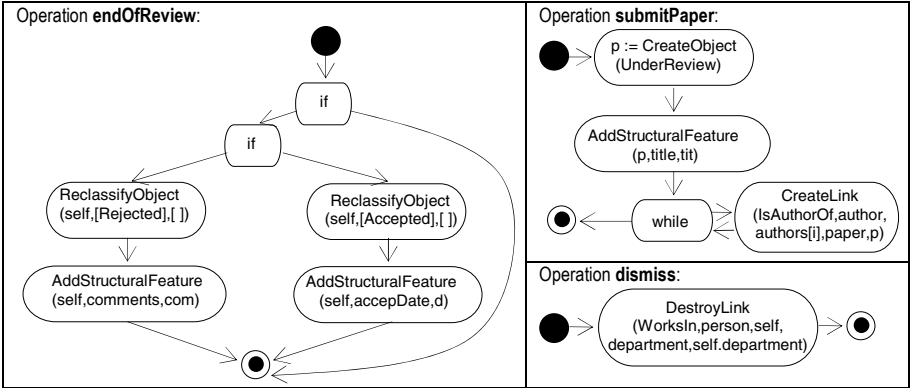 Operation endOfReview:
if
if
ReclassifyObject
(self,[Rejected],[ ])
ReclassifyObject
(self,[Accepted],[ ])
AddStructuralFeature
(self,comments,com)
AddStructuralFeature
(self,accepDate,d)
Operation submitPaper:
p := CreateObject
(UnderReview)
AddStructuralFeature
(p,title,tit)
while
CreateLink
(IsAuthorOf,author,
authors[i],paper,p)
Operation dismiss:
DestroyLink
(WorksIn,person,self,
department,self.department)